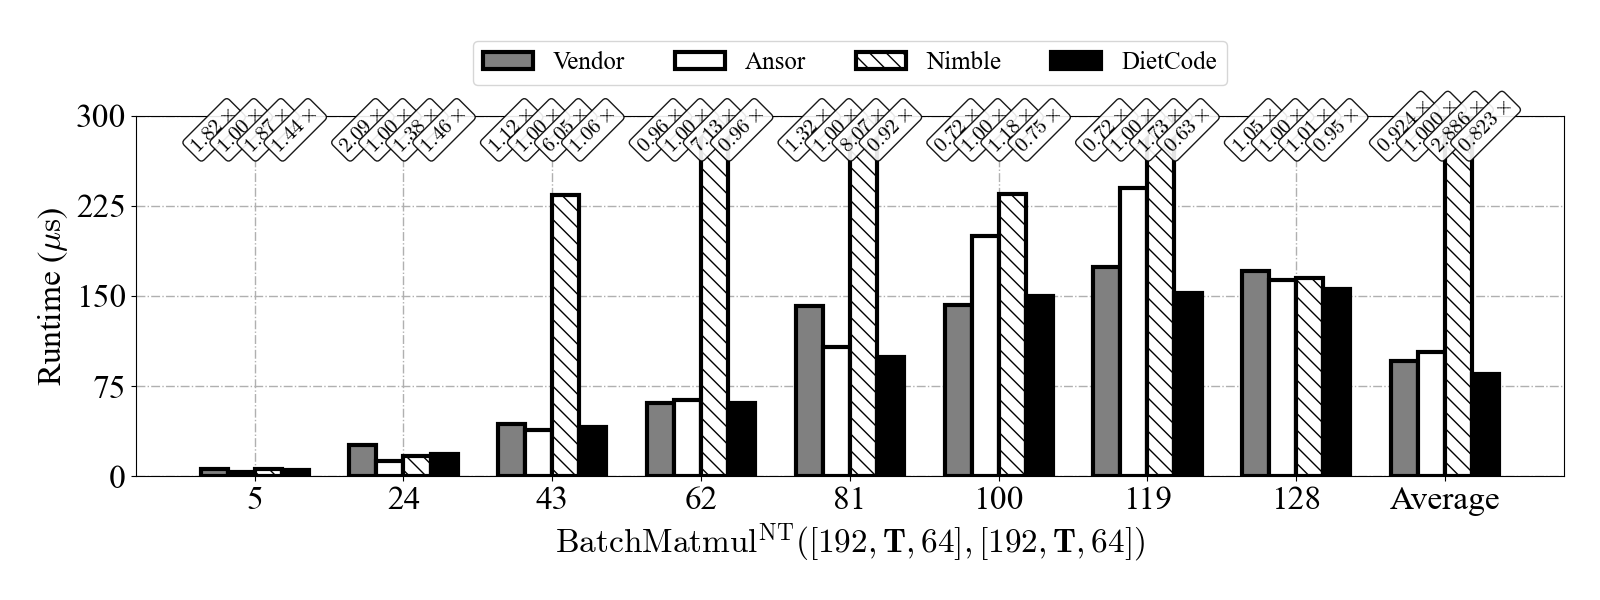 Vendor Ansor Nimble DietCode
1.82 × 1.00 × 1.87 × 1.44 × 2.09 × 1.00 × 1.38 × 1.46 × 1.12 × 1.00 × 6.05 × 1.06 × 0.96 × 1.00 × 7.13 × 0.96 × 1.32 × 1.00 × 8.07 × 0.92 × 0.72 × 1.00 × 1.18 × 0.75 × 0.72 × 1.00 × 1.73 × 0.63 × 1.05 × 1.00 × 1.01 × 0.95 × 0.924 × 1.000 × 2.886 × 0.823 ×
300
225
150
75
0
Runtime (μs)
5 24 43 62 81 100 119 128 Average
BatchMatmul^NT([192, T, 64], [192, T, 64])